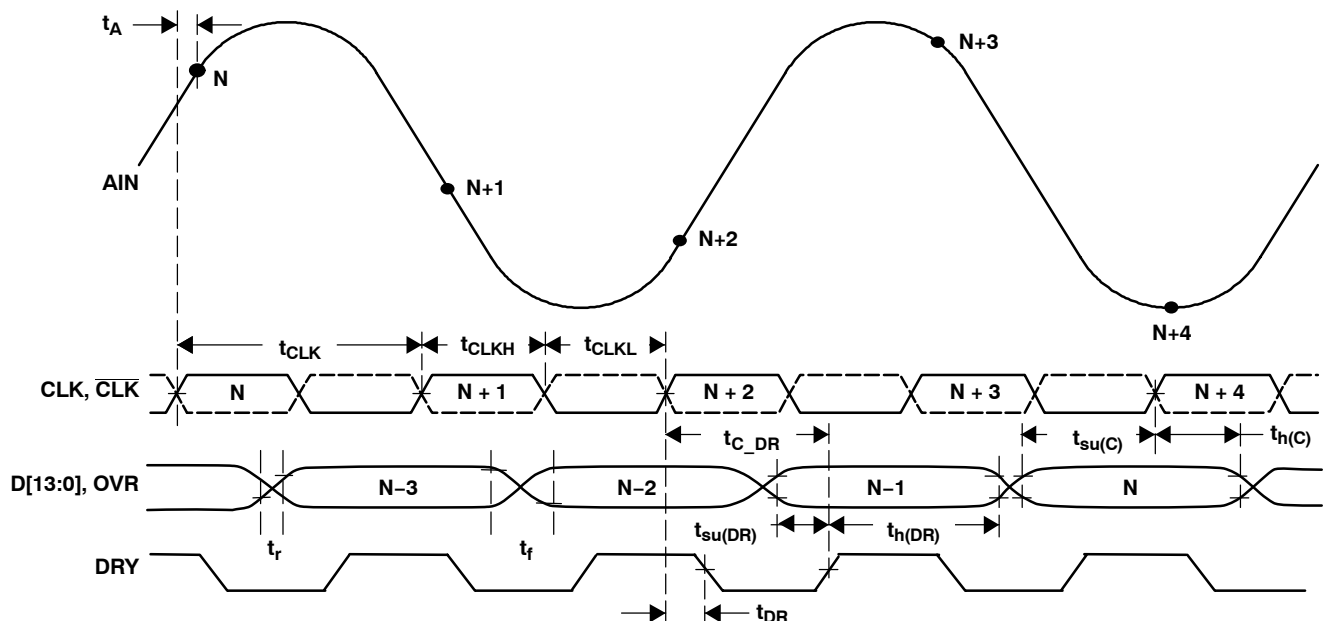 tA
N
N+3
AIN
N+1
N+2
N+4
tCLK
tCLKH
tCLKL
CLK, C̅L̅K̅
N
N + 1
N + 2
N + 3
N + 4
tC_DR
tsu(C)
th(C)
D[13:0], OVR
N−3
N−2
N−1
N
tr
tf
tsu(DR)
th(DR)
DRY
tDR